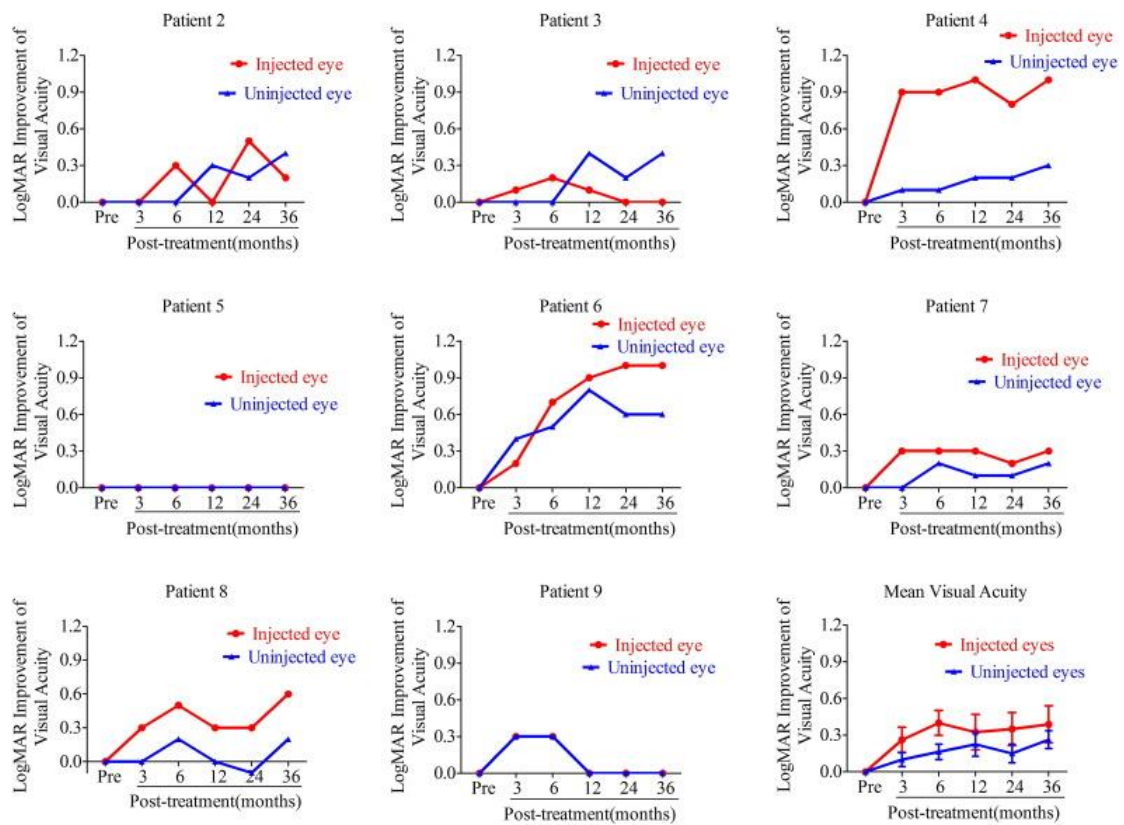 Patient 2
LogMAR Improvement of
Visual Acuity
1.2
0.9
0.6
0.3
0.0
Injected eye
Uninjected eye
Pre 3 6 12 24 36
Post-treatment(months)
Patient 3
LogMAR Improvement of
Visual Acuity
1.2
0.9
0.6
0.3
0.0
Injected eye
Uninjected eye
Pre 3 6 12 24 36
Post-treatment(months)
Patient 4
LogMAR Improvement of
Visual Acuity
1.2
0.9
0.6
0.3
0.0
Injected eye
Uninjected eye
Pre 3 6 12 24 36
Post-treatment(months)
Patient 5
LogMAR Improvement of
Visual Acuity
1.2
0.9
0.6
0.3
0.0
Injected eye
Uninjected eye
Pre 3 6 12 24 36
Post-treatment(months)
Patient 6
LogMAR Improvement of
Visual Acuity
1.2
0.9
0.6
0.3
0.0
Injected eye
Uninjected eye
Pre 3 6 12 24 36
Post-treatment(months)
Patient 7
LogMAR Improvement of
Visual Acuity
1.2
0.9
0.6
0.3
0.0
Injected eye
Uninjected eye
Pre 3 6 12 24 36
Post-treatment(months)
Patient 8
LogMAR Improvement of
Visual Acuity
1.2
0.9
0.6
0.3
0.0
Injected eye
Uninjected eye
Pre 3 6 12 24 36
Post-treatment(months)
Patient 9
LogMAR Improvement of
Visual Acuity
1.2
0.9
0.6
0.3
0.0
Injected eye
Uninjected eye
Pre 3 6 12 24 36
Post-treatment(months)
Mean Visual Acuity
LogMAR Improvement of
Visual Acuity
1.2
0.9
0.6
0.3
0.0
Injected eyes
Uninjected eyes
Pre 3 6 12 24 36
Post-treatment(months)